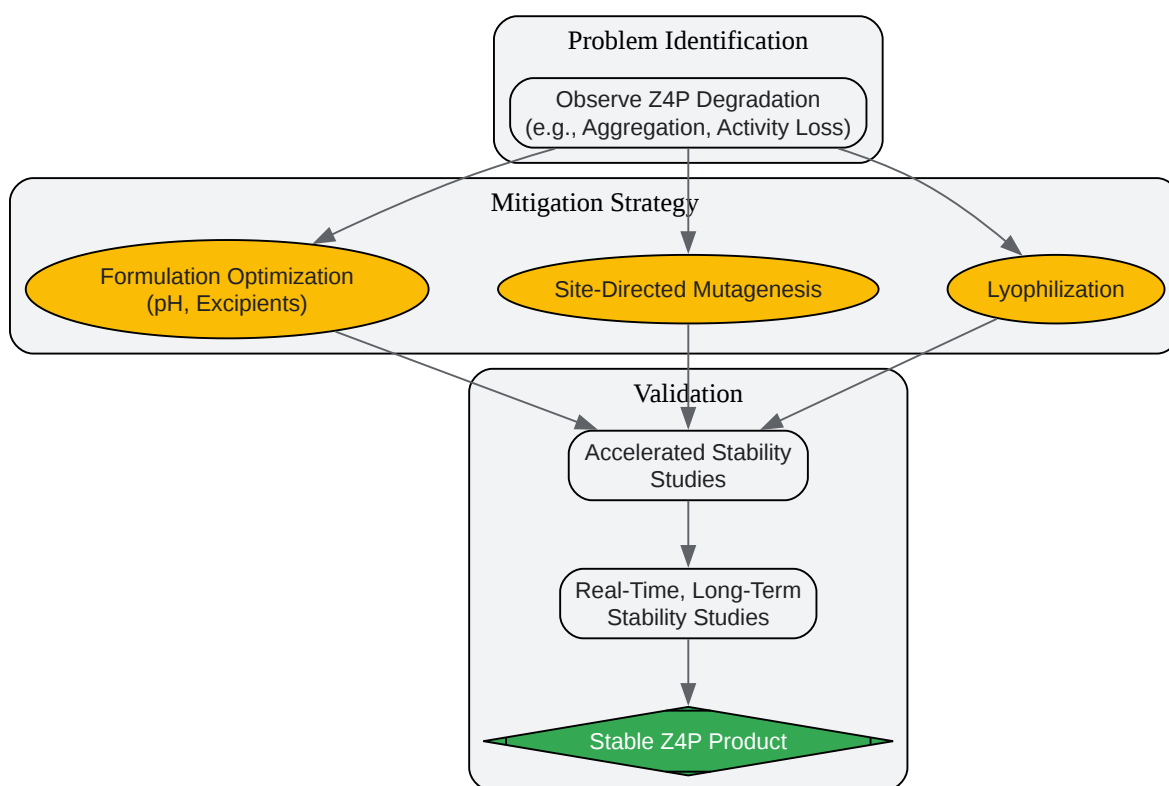 Problem Identification
Observe Z4P Degradation
(e.g., Aggregation, Activity Loss)
Mitigation Strategy
Formulation Optimization
(pH, Excipients)
Site-Directed Mutagenesis
Lyophilization
Validation
Accelerated Stability
Studies
Real-Time, Long-Term
Stability Studies
Stable Z4P Product